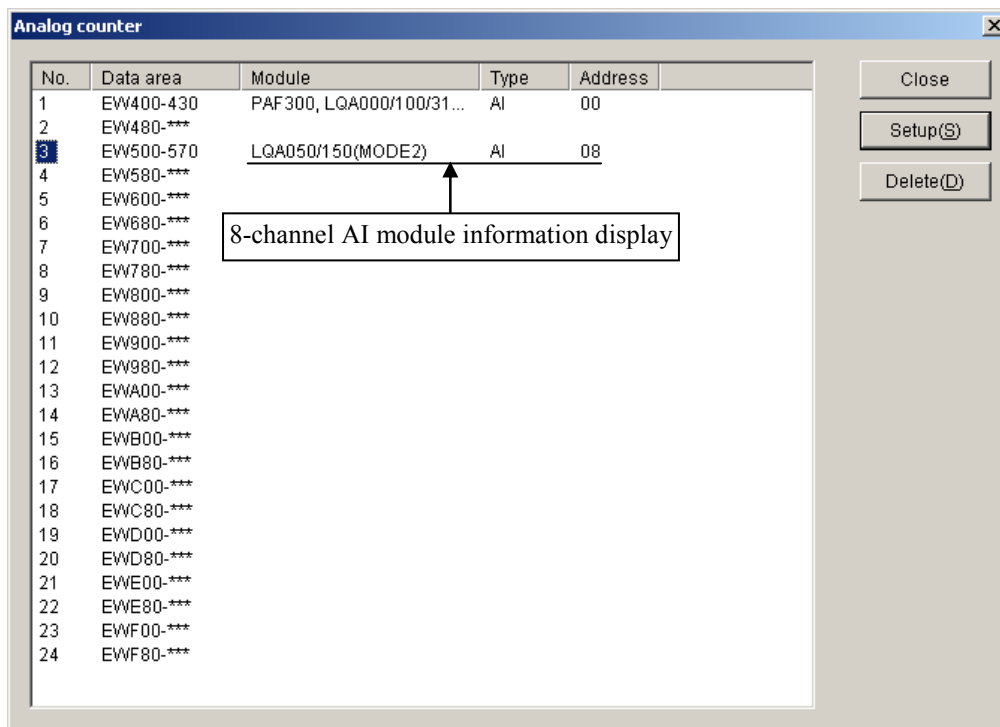 Analog counter
No. Data area Module Type Address
Close
1 EW400-430 PAF300, LQA000/100/31... AI 00
2 EW480-***
Setup(S)
3 EW500-570 LQA050/150(MODE2) AI 08
4 EW580-***
Delete(D)
5 EW600-***
6 EW680-***
8-channel AI module information display
7 EW700-***
8 EW780-***
9 EW800-***
10 EW880-***
11 EW900-***
12 EW980-***
13 EWA00-***
14 EWA80-***
15 EWB00-***
16 EWB80-***
17 EWC00-***
18 EWC80-***
19 EWD00-***
20 EWD80-***
21 EWE00-***
22 EWE80-***
23 EWF00-***
24 EWF80-***